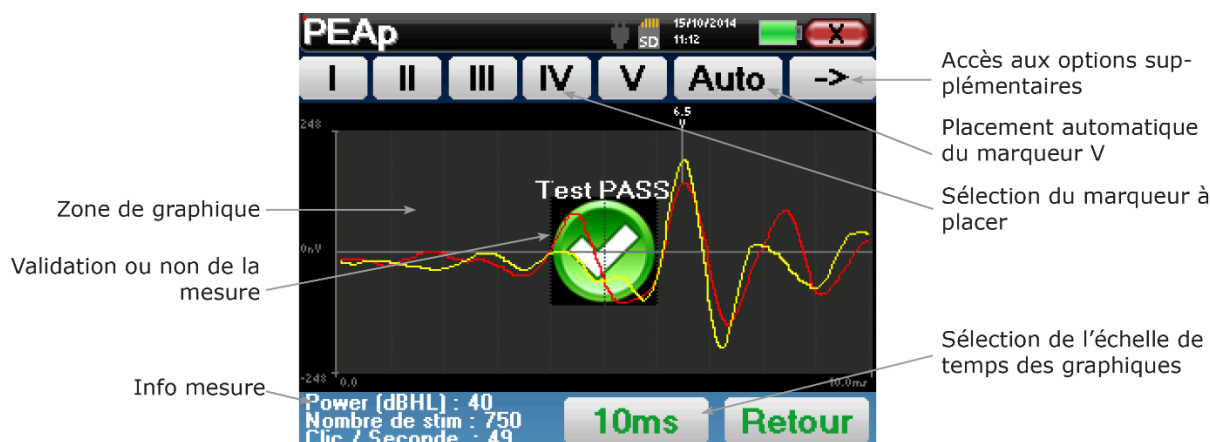 PEAp
SD
15/10/2014
11:12
X
I II III IV V Auto ->
6.5
V
248
Test PASS
0nV
-248
0.0
10.0ms
Power (dBHL) : 40
Nombre de stim : 750
Clic / Seconde : 49
10ms
Retour
Zone de graphique
Validation ou non de la
mesure
Info mesure
Accès aux options sup-
plémentaires
Placement automatique
du marqueur V
Sélection du marqueur à
placer
Sélection de l'échelle de
temps des graphiques